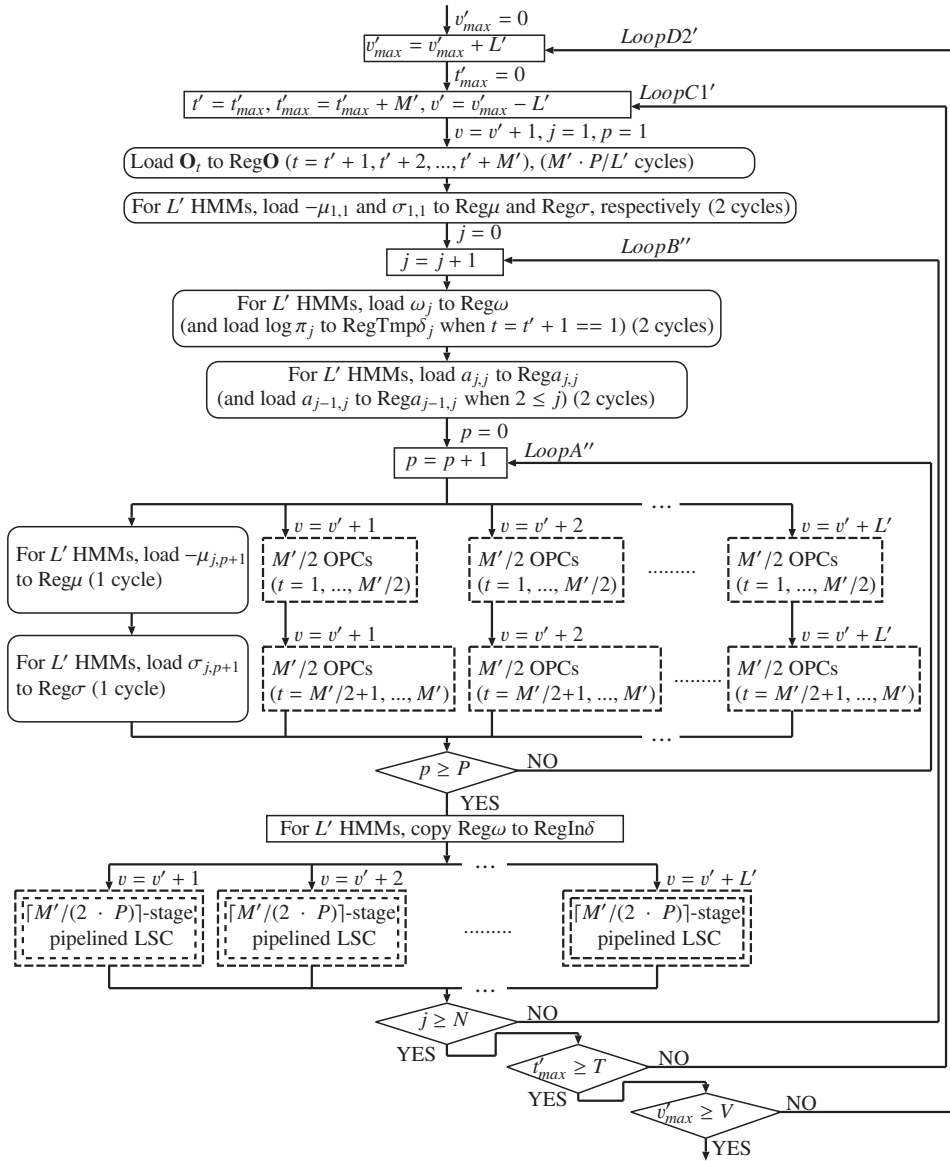 v′max = 0
v′max = v′max + L′
LoopD2′
t′max = 0
LoopC1′
t′ = t′max, t′max = t′max + M′, v′ = v′max − L′
v = v′ + 1, j = 1, p = 1
Load Ot to RegO (t = t′ + 1, t′ + 2, ..., t′ + M′), (M′ · P/L′ cycles)
For L′ HMMs, load −μ1,1 and σ1,1 to Regμ and Regσ, respectively (2 cycles)
j = 0
LoopB″
j = j + 1
For L′ HMMs, load ωj to Regω
(and load log πj to RegTmpδj when t = t′ + 1 == 1) (2 cycles)
For L′ HMMs, load aj,j to Regaj,j
(and load aj−1,j to Regaj−1,j when 2 ≤ j) (2 cycles)
p = 0
LoopA″
p = p + 1
...
v = v′ + 1 v = v′ + 2 v = v′ + L′
For L′ HMMs, load −μj,p+1
to Regμ (1 cycle)
M′/2 OPCs
(t = 1, ..., M′/2)
M′/2 OPCs
(t = 1, ..., M′/2)
.........
M′/2 OPCs
(t = 1, ..., M′/2)
v = v′ + 1 v = v′ + 2 v = v′ + L′
For L′ HMMs, load σj,p+1
to Regσ (1 cycle)
M′/2 OPCs
(t = M′/2+1, ..., M′)
M′/2 OPCs
(t = M′/2+1, ..., M′)
.........
M′/2 OPCs
(t = M′/2+1, ..., M′)
...
p ≥ P
NO
YES
For L′ HMMs, copy Regω to RegInδ
...
v = v′ + 1 v = v′ + 2 v = v′ + L′
⌈M′/(2 · P)⌉-stage
pipelined LSC
⌈M′/(2 · P)⌉-stage
pipelined LSC
.........
⌈M′/(2 · P)⌉-stage
pipelined LSC
...
j ≥ N
NO
YES
t′max ≥ T
NO
YES
v′max ≥ V
NO
YES